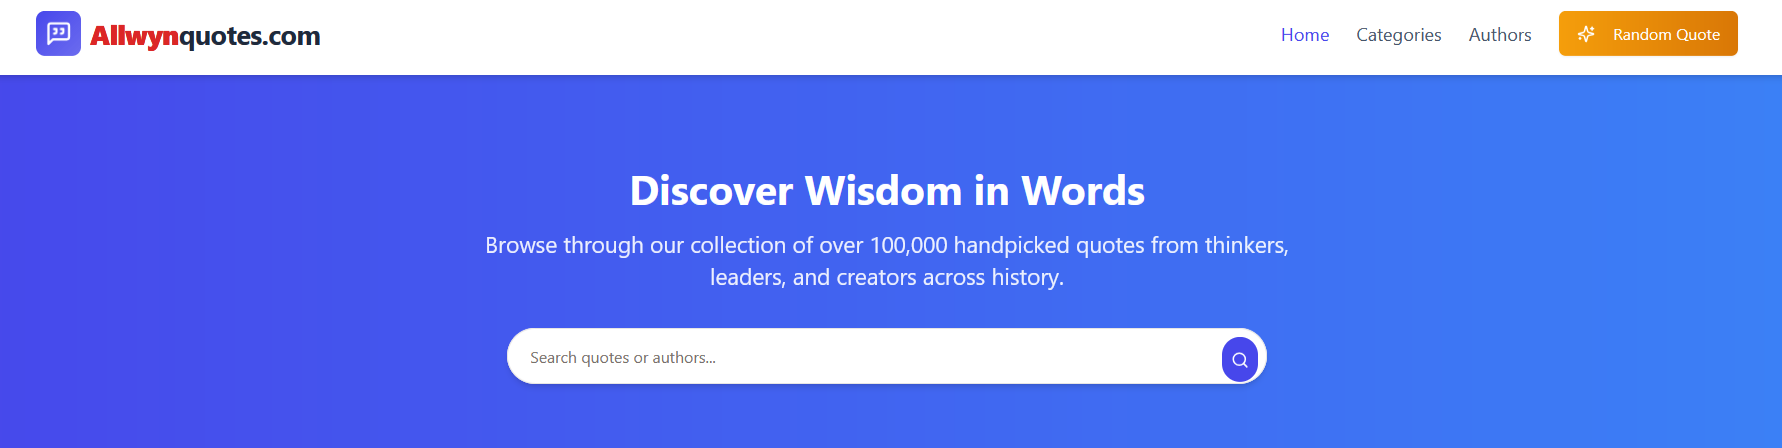 Allwynquotes.com
Home
Categories
Authors
Random Quote
Discover Wisdom in Words
Browse through our collection of over 100,000 handpicked quotes from thinkers,
leaders, and creators across history.
Search quotes or authors...